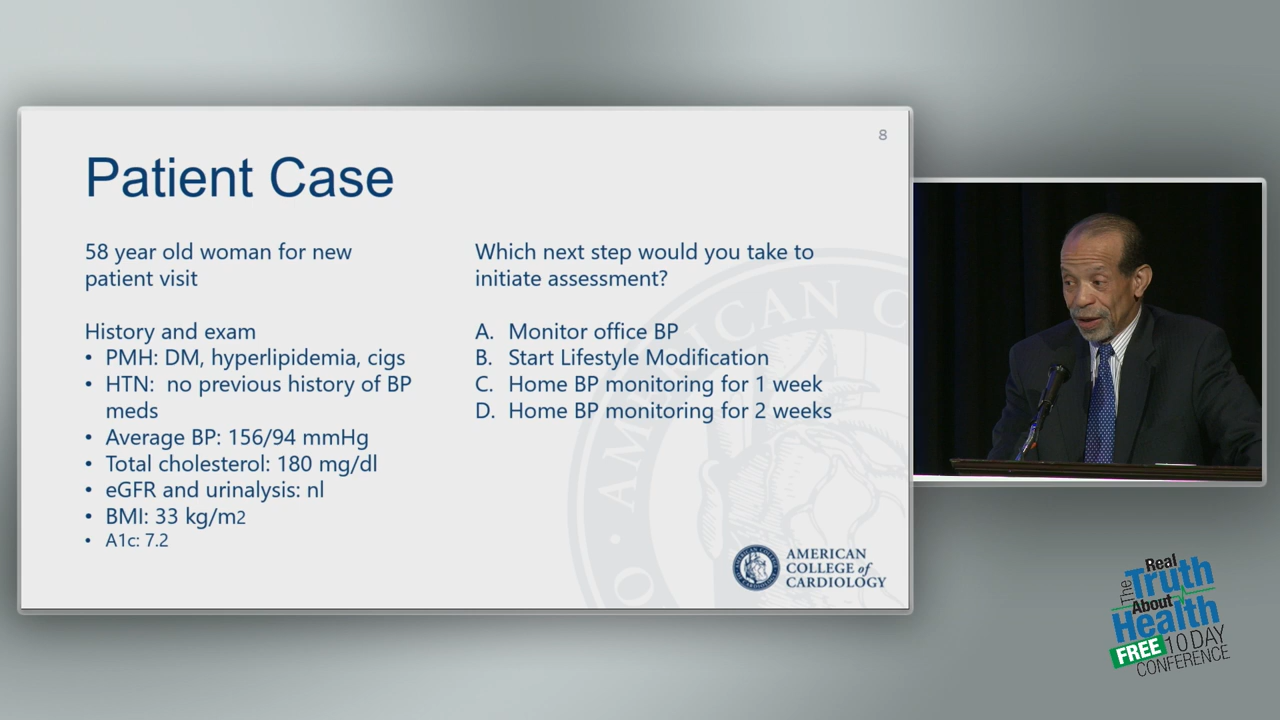 8
Patient Case
58 year old woman for new
patient visit
History and exam
• PMH: DM, hyperlipidemia, cigs
• HTN:  no previous history of BP
meds
• Average BP: 156/94 mmHg
• Total cholesterol: 180 mg/dl
• eGFR and urinalysis: nl
• BMI: 33 kg/m2
• A1c: 7.2
Which next step would you take to
initiate assessment?
A. Monitor office BP
B. Start Lifestyle Modification
C. Home BP monitoring for 1 week
D. Home BP monitoring for 2 weeks
AMERICAN C
O
AMERICAN
COLLEGE of
CARDIOLOGY
The Real
Truth
About
Health
FREE 10 DAY
CONFERENCE